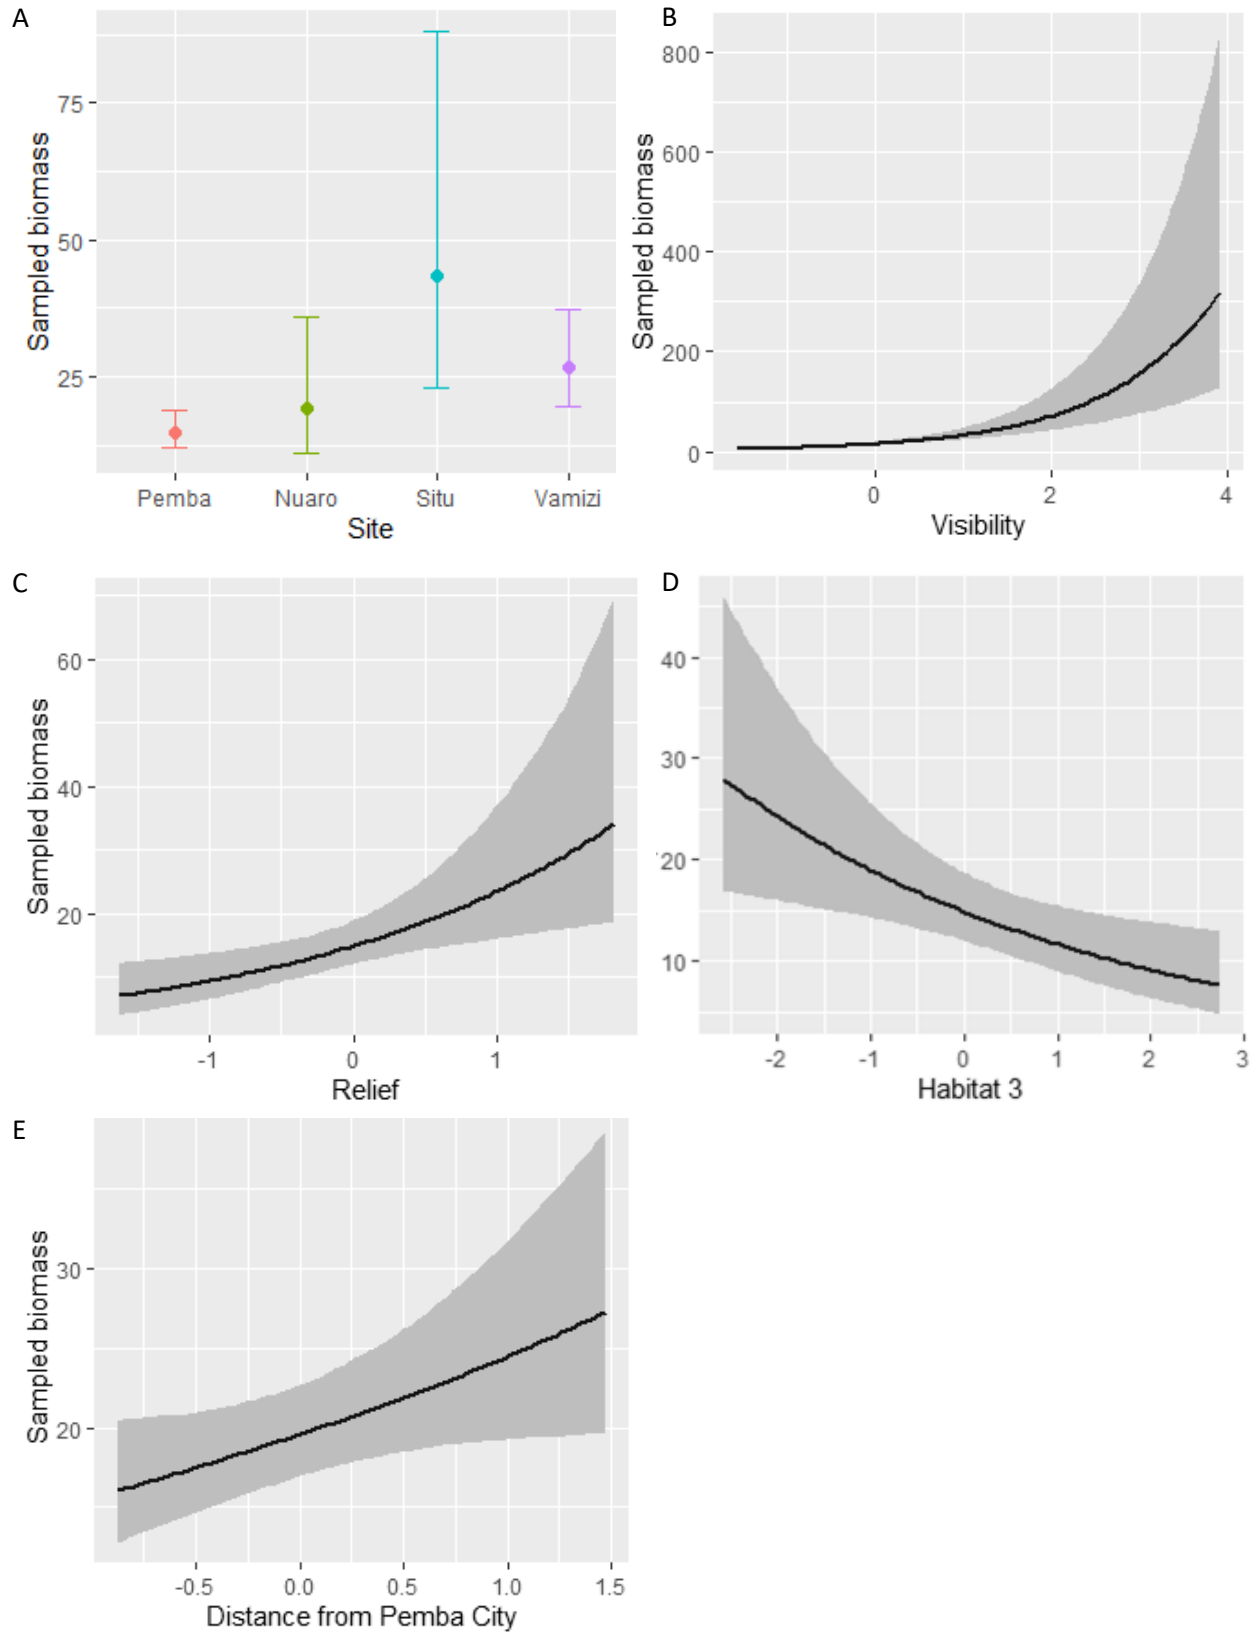 A
Sampled biomass
75
50
25
Pemba Nuaro Situ Vamizi
Site
B
Sampled biomass
800
600
400
200
0
0 2 4
Visibility
C
Sampled biomass
60
40
20
-1 0 1
Relief
D
40
30
20
10
-2 -1 0 1 2 3
Habitat 3
E
Sampled biomass
30
20
-0.5 0.0 0.5 1.0 1.5
Distance from Pemba City